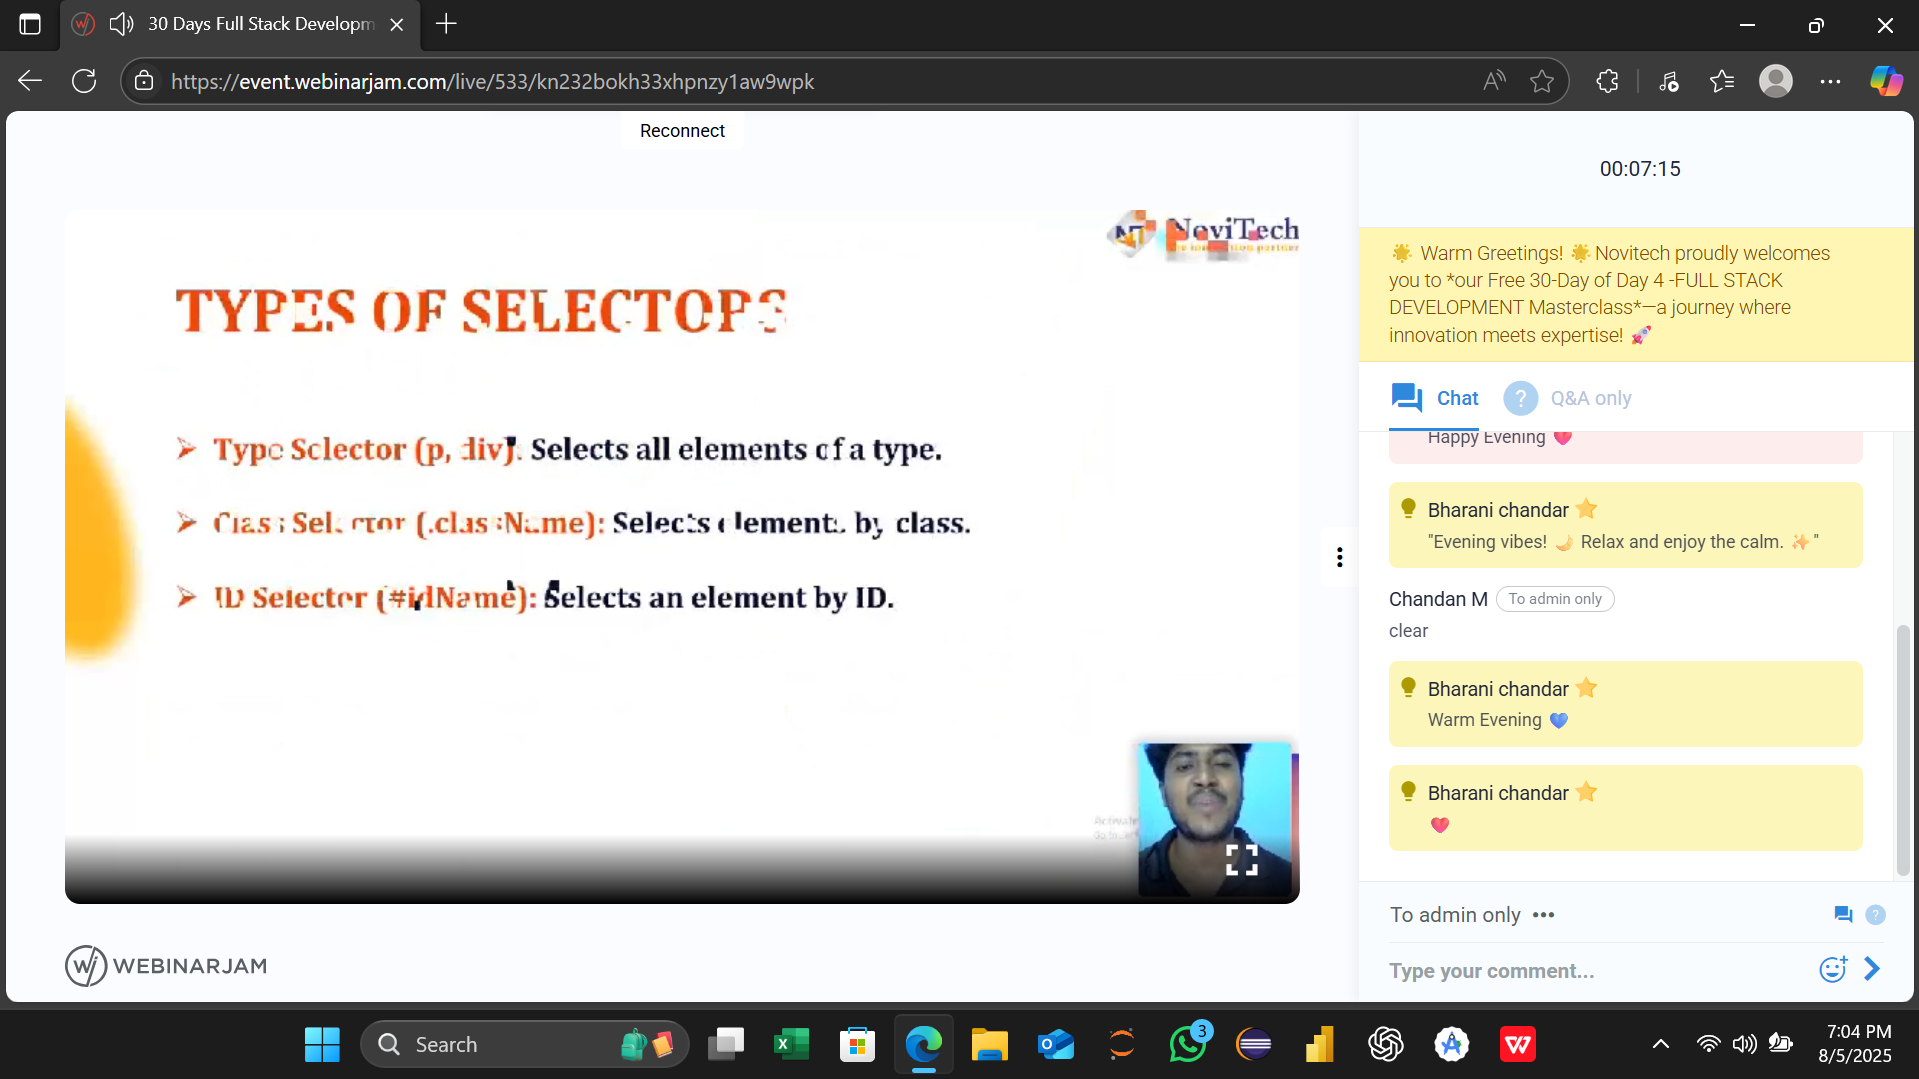 30 Days Full Stack Developm
https://event.webinarjam.com/live/533/kn232bokh33xhpnzy1aw9wpk
Reconnect
NoviTech
TYPES OF SELECTORS
Type Selector (p, div): Selects all elements of a type.
Class Selector (.className): Selects elements by class.
ID Selector (#idName): Selects an element by ID.
WEBINARJAM
00:07:15
🌟 Warm Greetings! 🌟 Novitech proudly welcomes
you to *our Free 30-Day of Day 4 -FULL STACK
DEVELOPMENT Masterclass*—a journey where
innovation meets expertise! 🚀
Chat
Q&A only
Happy Evening ❤️
Bharani chandar ⭐
"Evening vibes! 🌙 Relax and enjoy the calm. ✨"
Chandan M To admin only
clear
Bharani chandar ⭐
Warm Evening 💙
Bharani chandar ⭐
❤️
To admin only •••
Type your comment...
Search
3
7:04 PM
8/5/2025